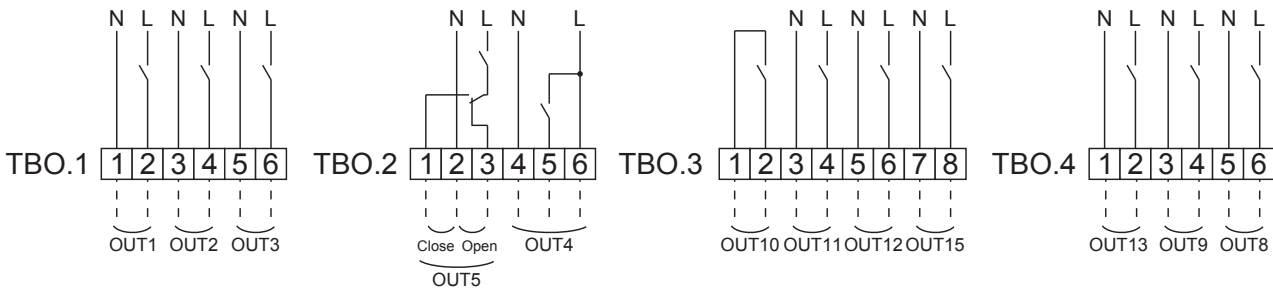 N L N L N L N L N L N L N L N L N L N L N L
TBO.1 1 2 3 4 5 6 TBO.2 1 2 3 4 5 6 TBO.3 1 2 3 4 5 6 7 8 TBO.4 1 2 3 4 5 6
OUT1 OUT2 OUT3 Close Open OUT4 OUT10 OUT11 OUT12 OUT15 OUT13 OUT9 OUT8
OUT5